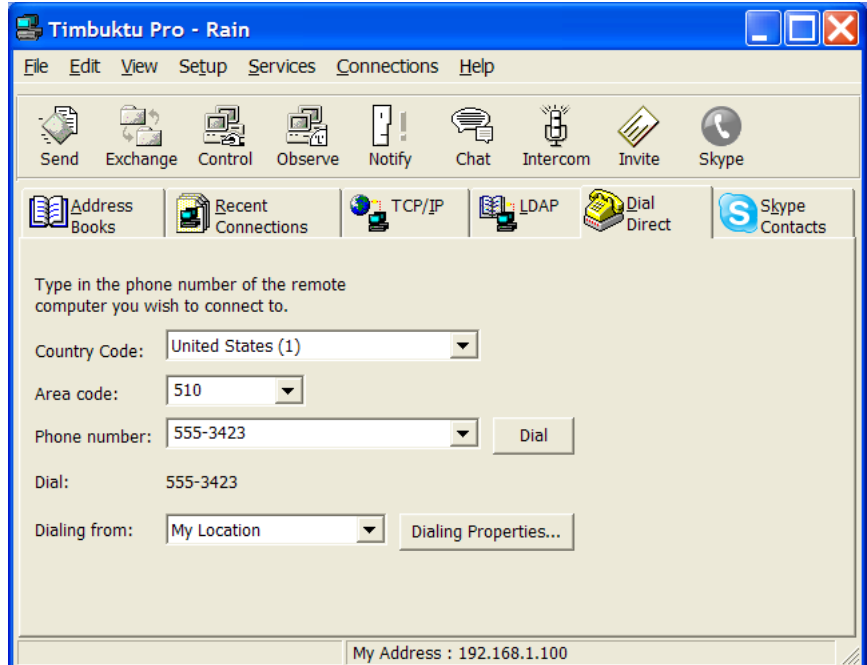 Timbuktu Pro - Rain
File Edit View Setup Services Connections Help
Send Exchange Control Observe Notify Chat Intercom Invite Skype
Address Books Recent Connections TCP/IP LDAP Dial Direct Skype Contacts
Type in the phone number of the remote
computer you wish to connect to.
Country Code: United States (1)
Area code: 510
Phone number: 555-3423 Dial
Dial: 555-3423
Dialing from: My Location Dialing Properties...
My Address : 192.168.1.100